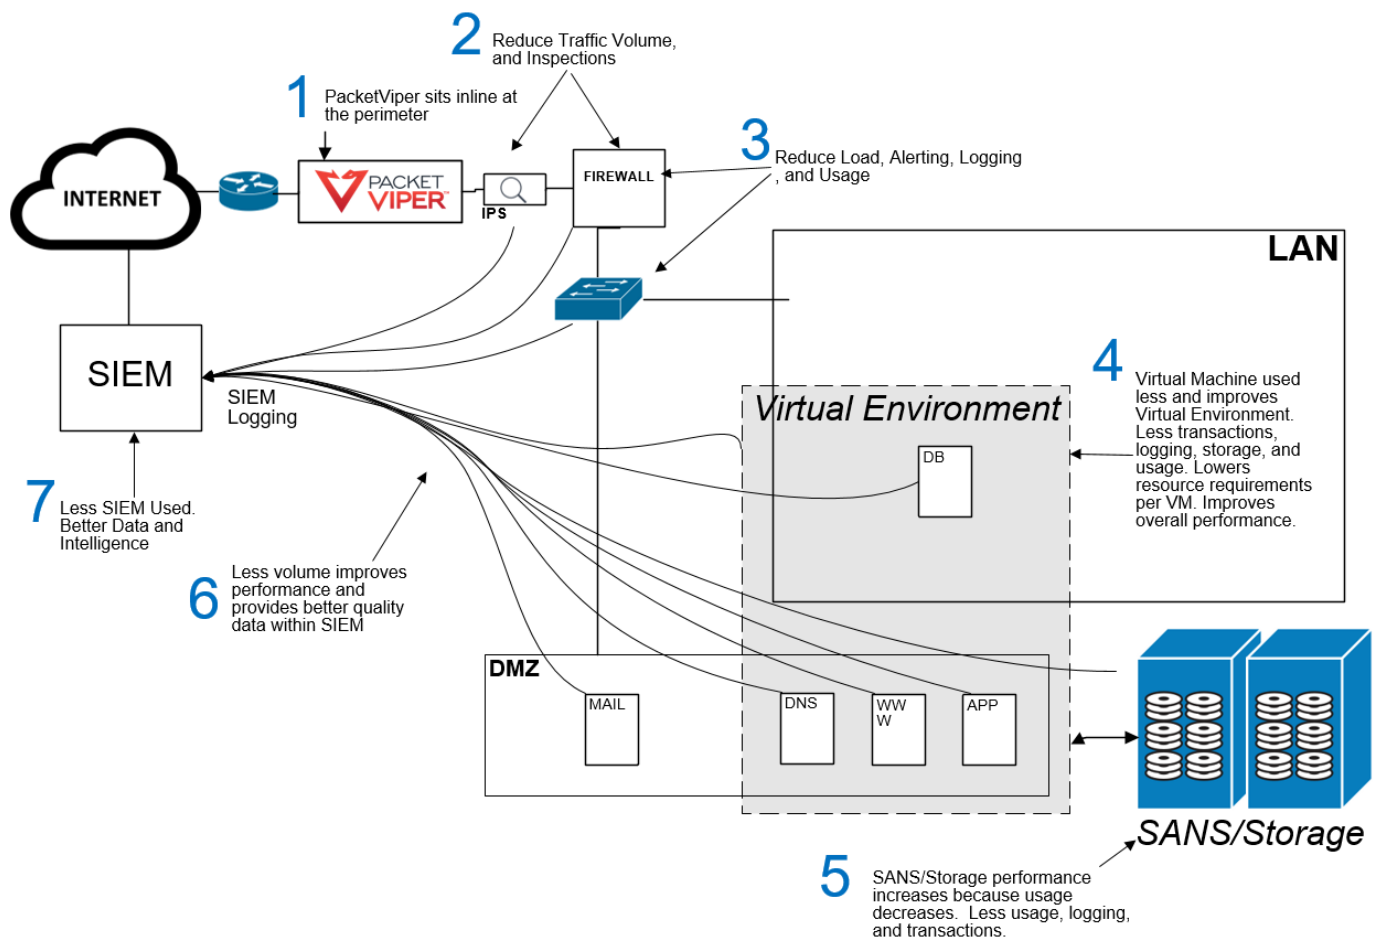 2
Reduce Traffic Volume,
and Inspections
1
PacketViper sits inline at
the perimeter
3
Reduce Load, Alerting, Logging
, and Usage
INTERNET
PACKET
VIPER™
IPS
FIREWALL
LAN
SIEM
SIEM
Logging
4
Virtual Machine used
less and improves
Virtual Environment.
Less transactions,
logging, storage, and
usage. Lowers
resource requirements
per VM. Improves
overall performance.
Virtual Environment
DB
7
Less SIEM Used.
Better Data and
Intelligence
6
Less volume improves
performance and
provides better quality
data within SIEM
DMZ
MAIL
DNS
WW
W
APP
SANS/Storage
5
SANS/Storage performance
increases because usage
decreases.  Less usage, logging,
and transactions.